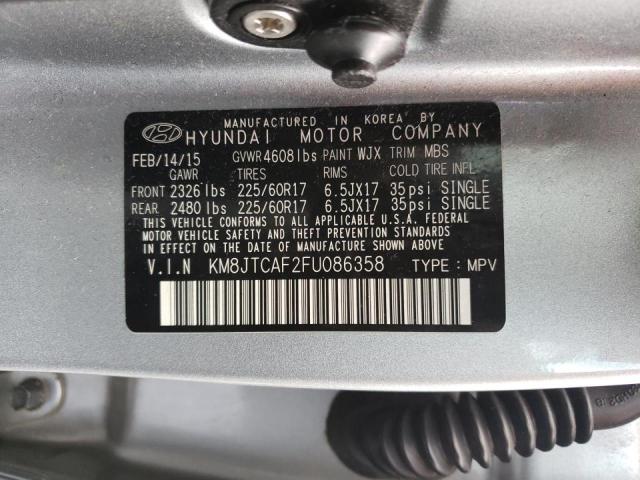 MANUFACTURED IN KOREA BY
HYUNDAI MOTOR COMPANY
FEB/14/15 GVWR 4608lbs PAINT WJX TRIM MBS
GAWR TIRES RIMS COLD TIRE INFL
FRONT 2326 lbs 225/60R17 6.5JX17 35psi SINGLE
REAR 2480 lbs 225/60R17 6.5JX17 35psi SINGLE
THIS VEHICLE CONFORMS TO ALL APPLICABLE U.S.A. FEDERAL
MOTOR VEHICLE SAFETY BUMPER AND
THEFT PREVENTION STANDARDS IN EFFECT
ON THE DATE OF MANUFACTURE SHOWN ABOVE.
V.I.N KM8JTCAF2FU086358 TYPE : MPV